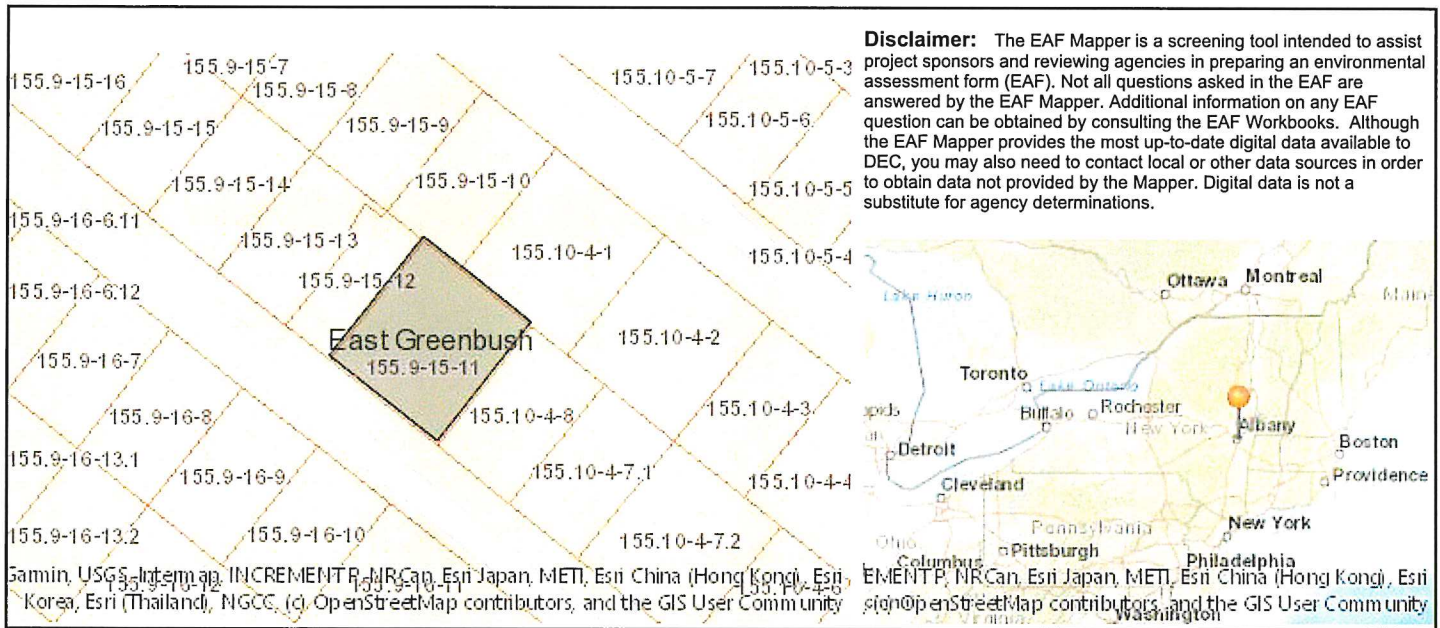 Disclaimer: The EAF Mapper is a screening tool intended to assist
project sponsors and reviewing agencies in preparing an environmental
assessment form (EAF). Not all questions asked in the EAF are
answered by the EAF Mapper. Additional information on any EAF
question can be obtained by consulting the EAF Workbooks. Although
the EAF Mapper provides the most up-to-date digital data available to
DEC, you may also need to contact local or other data sources in order
to obtain data not provided by the Mapper. Digital data is not a
substitute for agency determinations.
155.9-15-7
155.10-5-3
155.9-15-16
155.10-5-7
155.9-15-8
155.10-5-6
155.9-15-15
155.9-15-9
155.9-15-14
155.9-15-10
155.10-5-5
155.9-16-6.11
155.9-15-13
155.10-4-1
155.10-5-4
155.9-15-12
155.9-16-6.12
East Greenbush
155.10-4-2
155.9-16-7
155.9-15-11
155.9-16-8
155.10-4-8
155.10-4-3
155.9-16-13.1
155.9-16-9
155.10-4-7.1
155.10-4-4
155.9-16-13.2
155.9-16-10
155.10-4-7.2
155.10-4-6
Garmin, USGS, Intermap, INCREMENT P, NRCan, Esri Japan, METI, Esri China (Hong Kong), Esri
Korea, Esri (Thailand), NGCC, (c) OpenStreetMap contributors, and the GIS User Community
Ottawa
Montreal
Lake Huron
Maine
Toronto
Lake Ontario
Rochester
Buffalo
New York
Albany
Detroit
Boston
Providence
Cleveland
New York
Pennsylvania
Ohio
Pittsburgh
Philadelphia
Columbus
EMENT P, NRCan, Esri Japan, METI, Esri China (Hong Kong), Esri
OpenStreetMap contributors, and the GIS User Community
Virginia
Washington